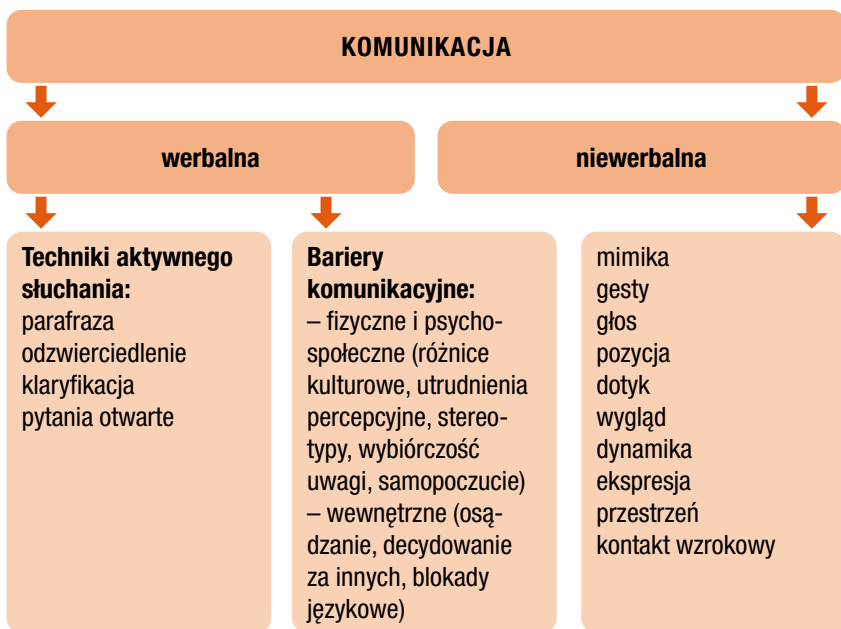 KOMUNIKACJA
werbalna
niewerbalna
Techniki aktywnego
słuchania:
parafraza
odzwierciedlenie
klaryfikacja
pytania otwarte
Bariery
komunikacyjne:
– fizyczne i psycho-
społeczne (różnice
kulturowe, utrudnienia
percepcyjne, stereo-
typy, wybiórczość
uwagi, samopoczucie)
– wewnętrzne (osą-
dzanie, decydowanie
za innych, blokady
językowe)
mimika
gesty
głos
pozycja
dotyk
wygląd
dynamika
ekspresja
przestrzeń
kontakt wzrokowy